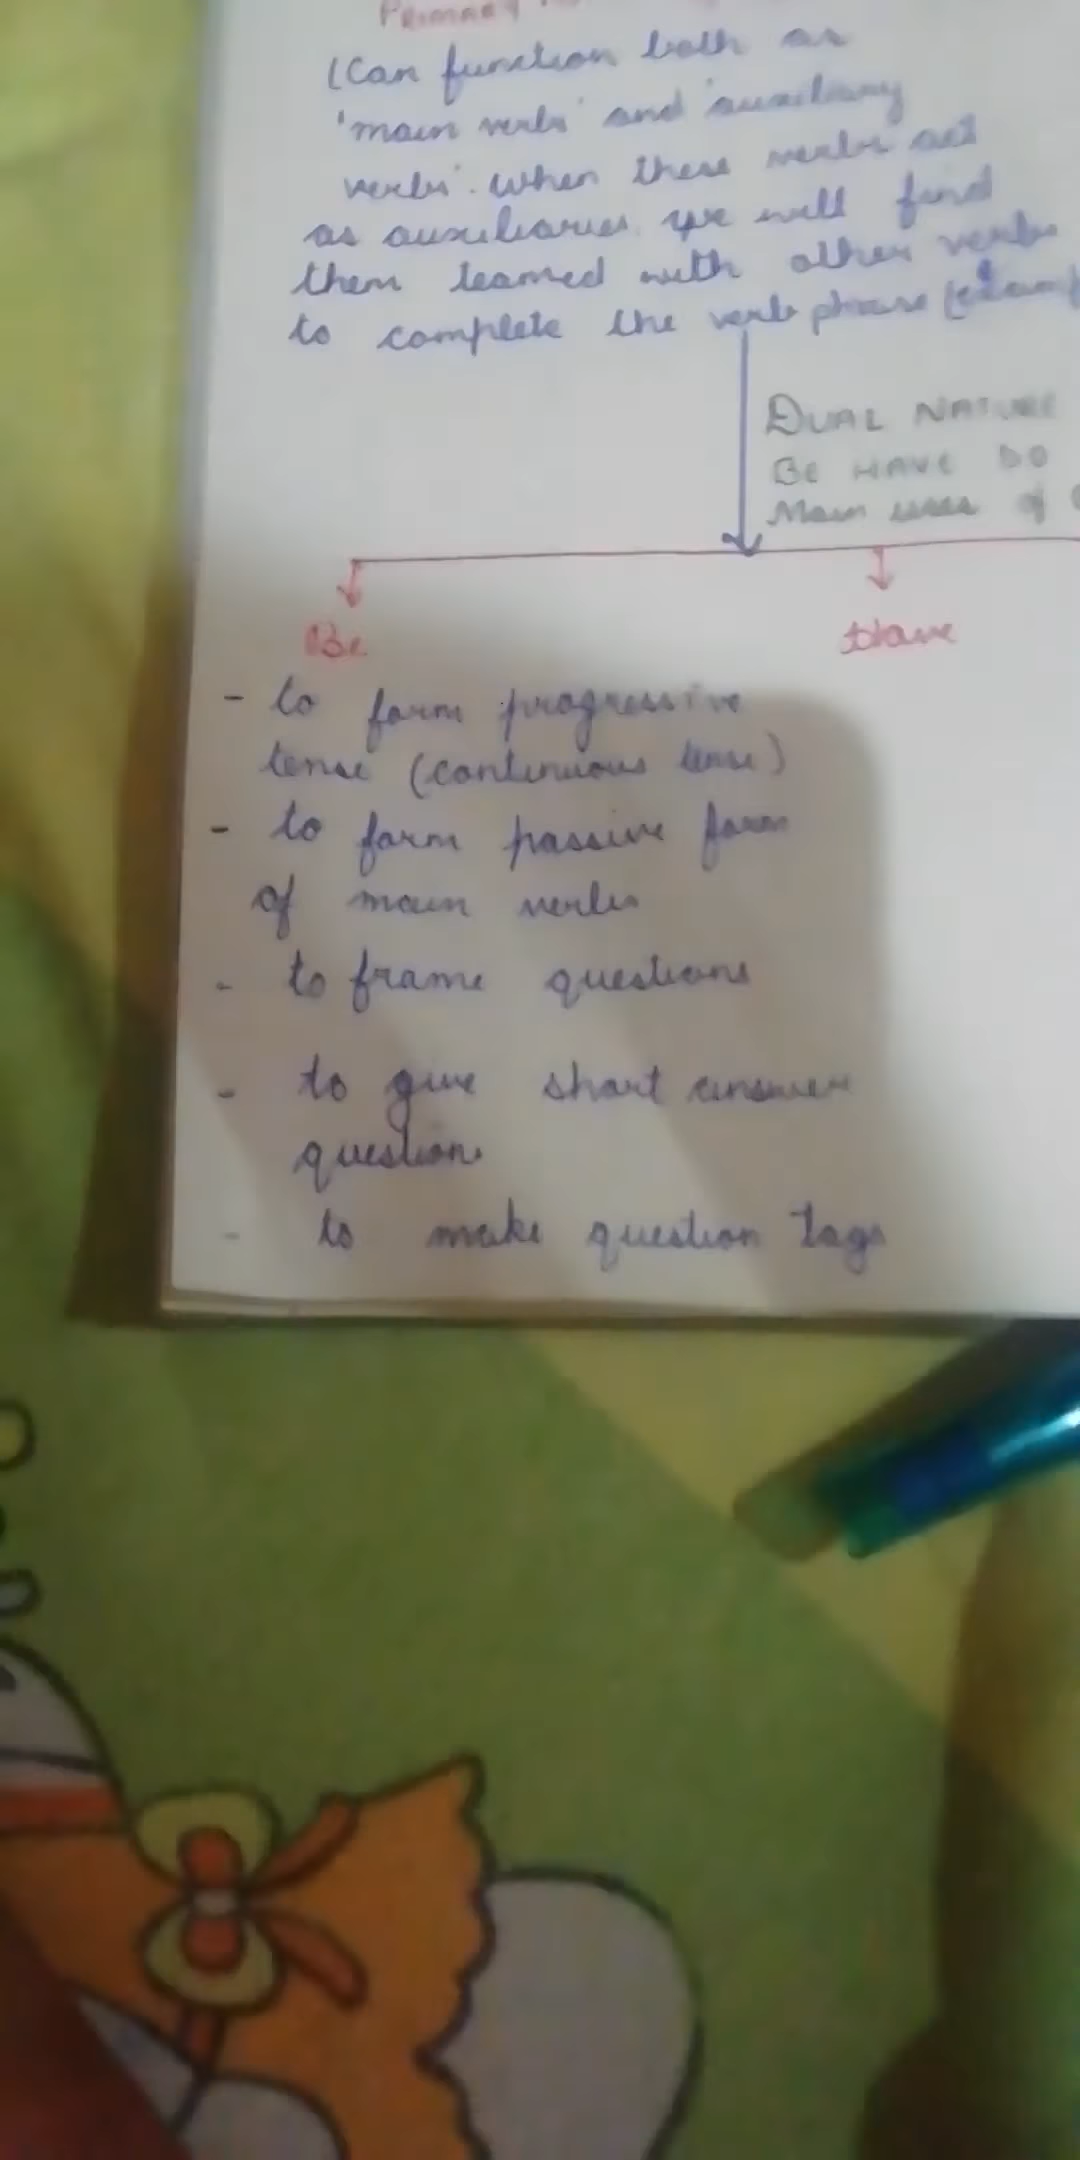 PRIMARY
(Can function both as
'main verbs' and 'auxiliary
verbs'. When these verbs act
as auxiliaries, we will find
them teamed with other verbs
to complete the verb phrase
DUAL NATURE
BE HAVE DO
Main uses of
Be
Have
- to form progressive
tense (continuous tense)
- to form passive form
of main verbs
- to frame questions
- to give short answer
question
- to make question tags